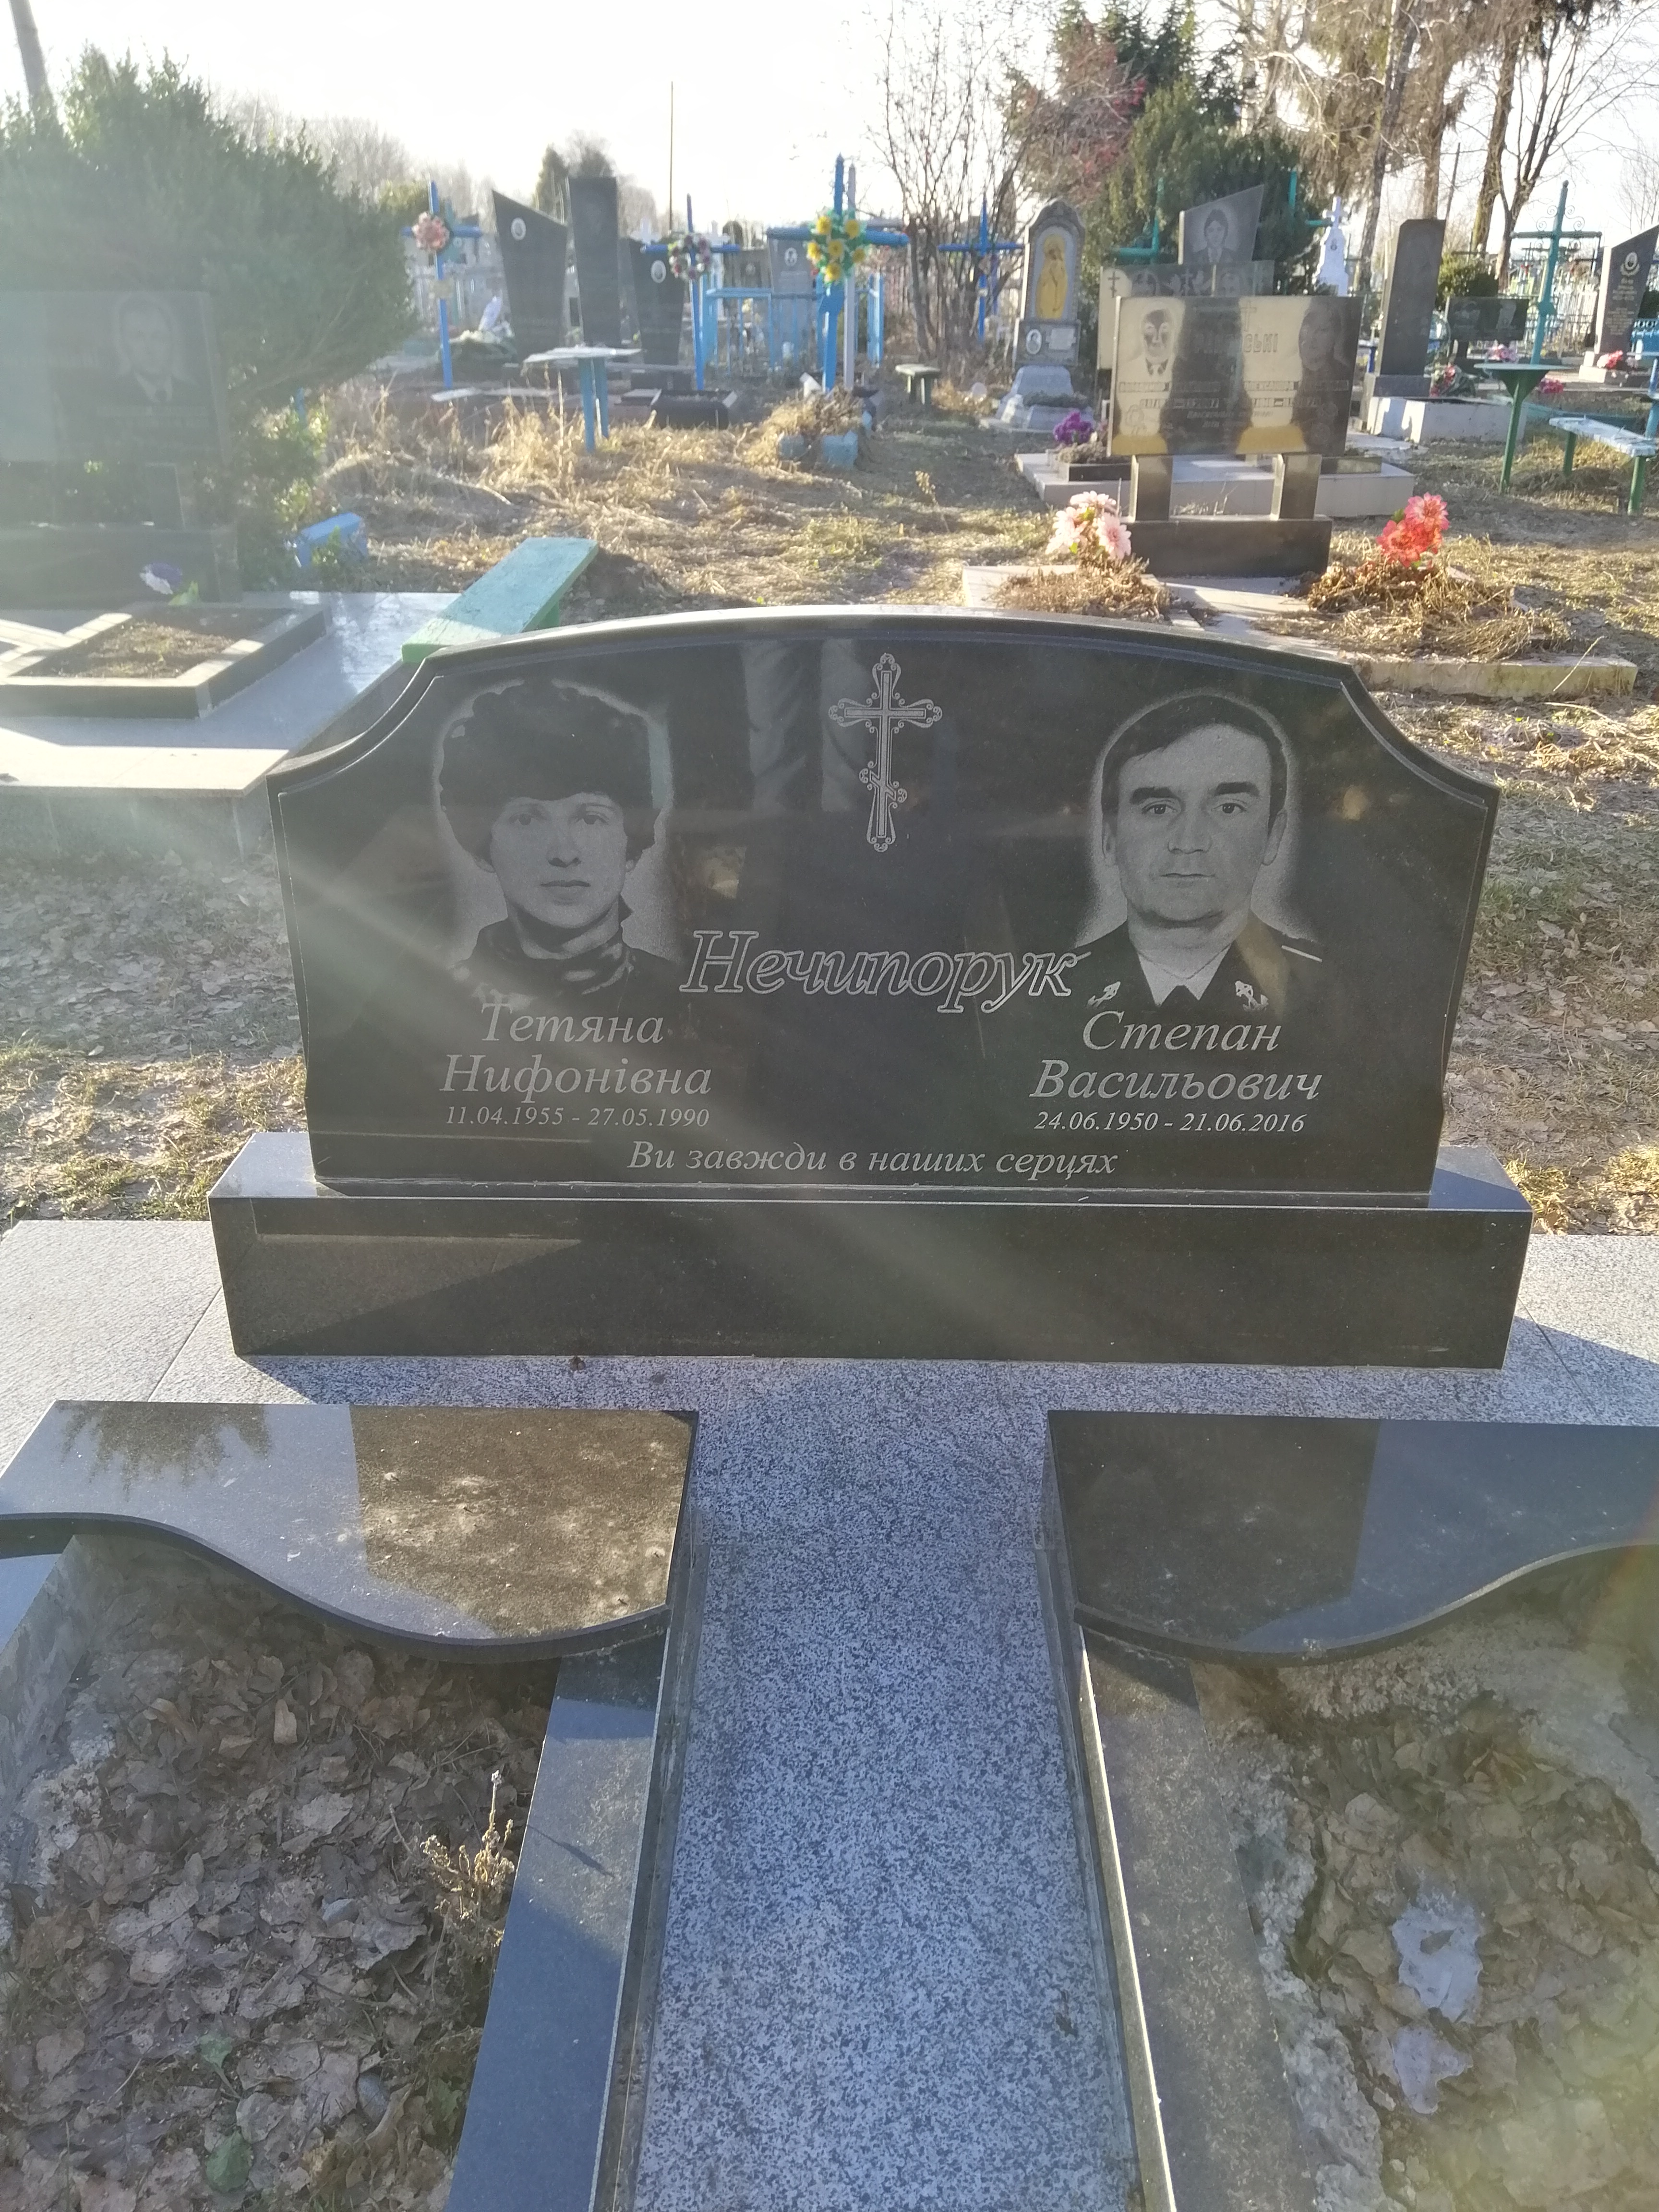 Нечипорук
Тетяна
Нифонівна
11.04.1955 - 27.05.1990
Степан
Васильович
24.06.1950 - 21.06.2016
Ви завжди в наших серцях